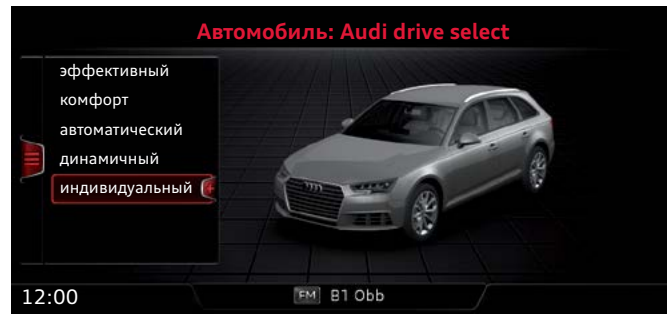 Автомобиль: Audi drive select
эффективный
комфорт
автоматический
динамичный
индивидуальный
12:00
FM B1 Obb